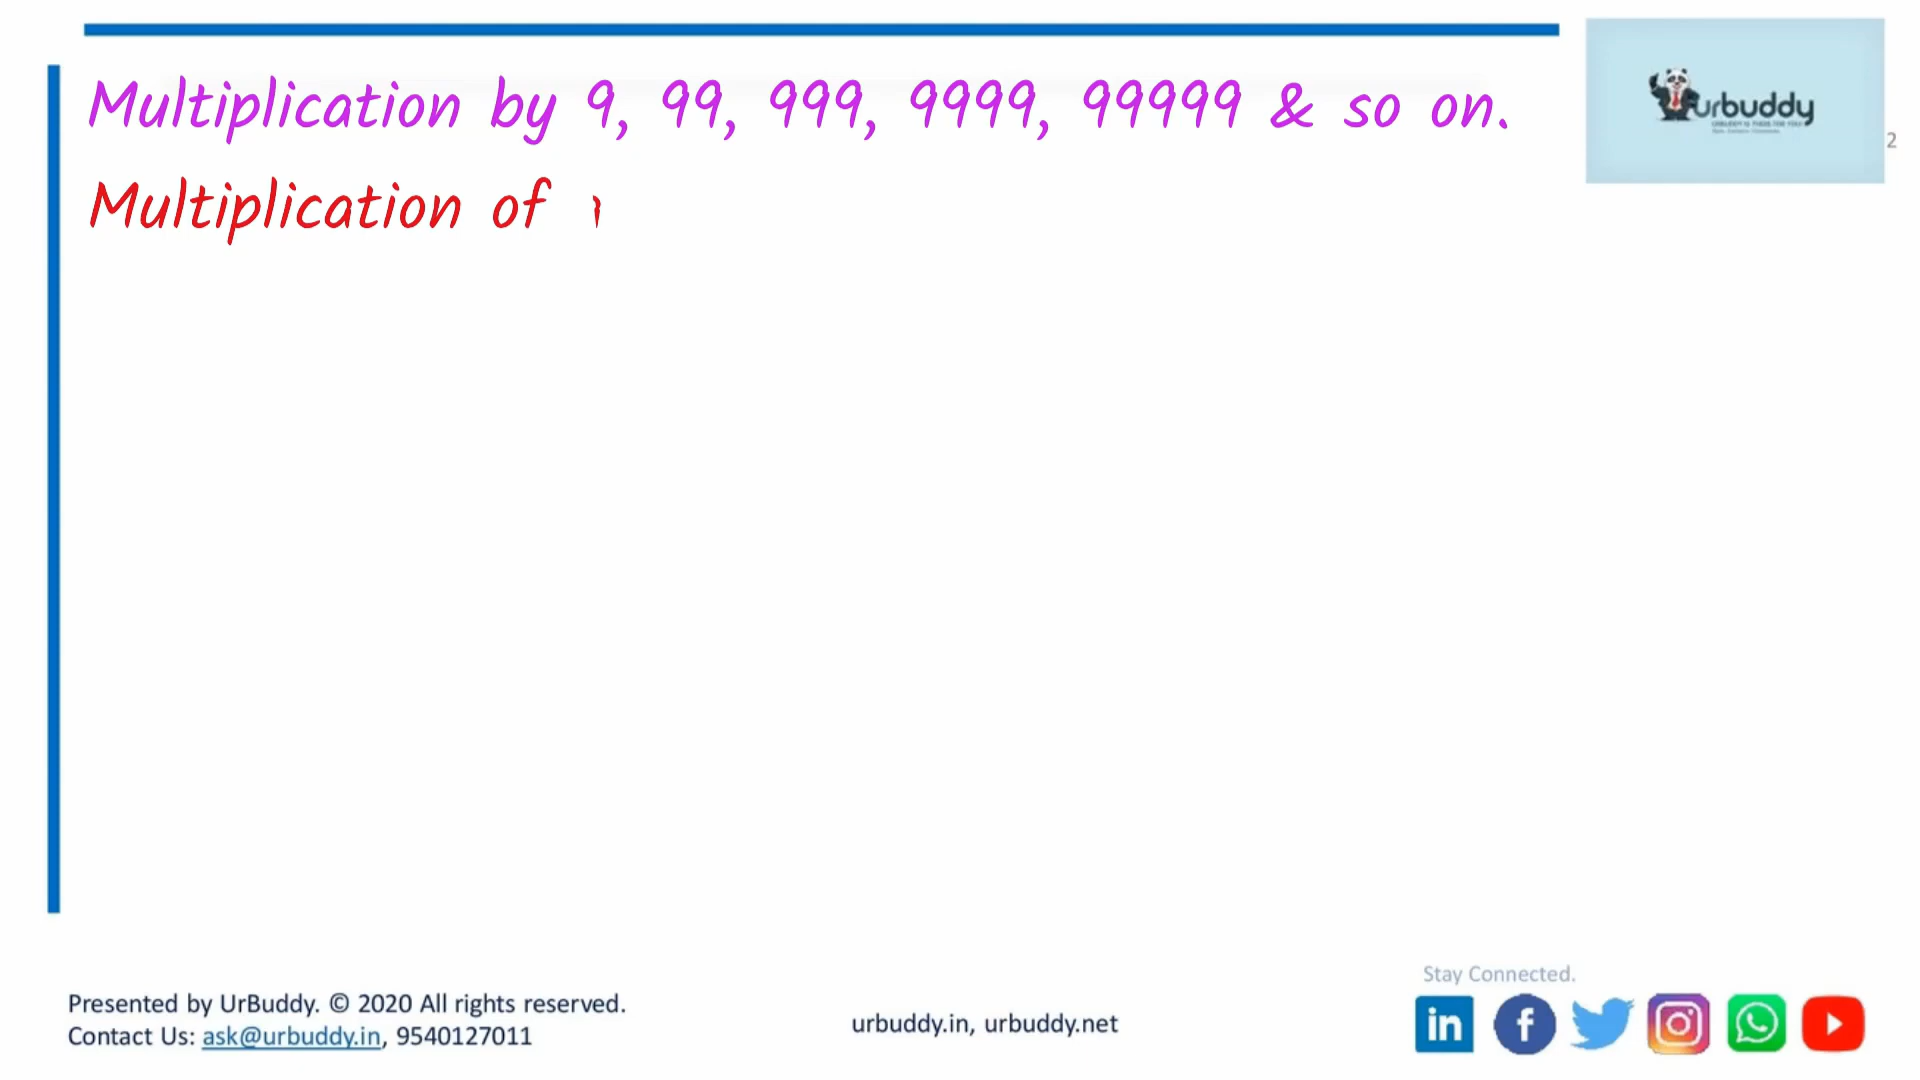 Multiplication by 9, 99, 999, 9999, 99999 & so on.
urbuddy
2
Multiplication of
Stay Connected.
Presented by UrBuddy. © 2020 All rights reserved.
Contact Us: ask@urbuddy.in, 9540127011
urbuddy.in, urbuddy.net
in
f